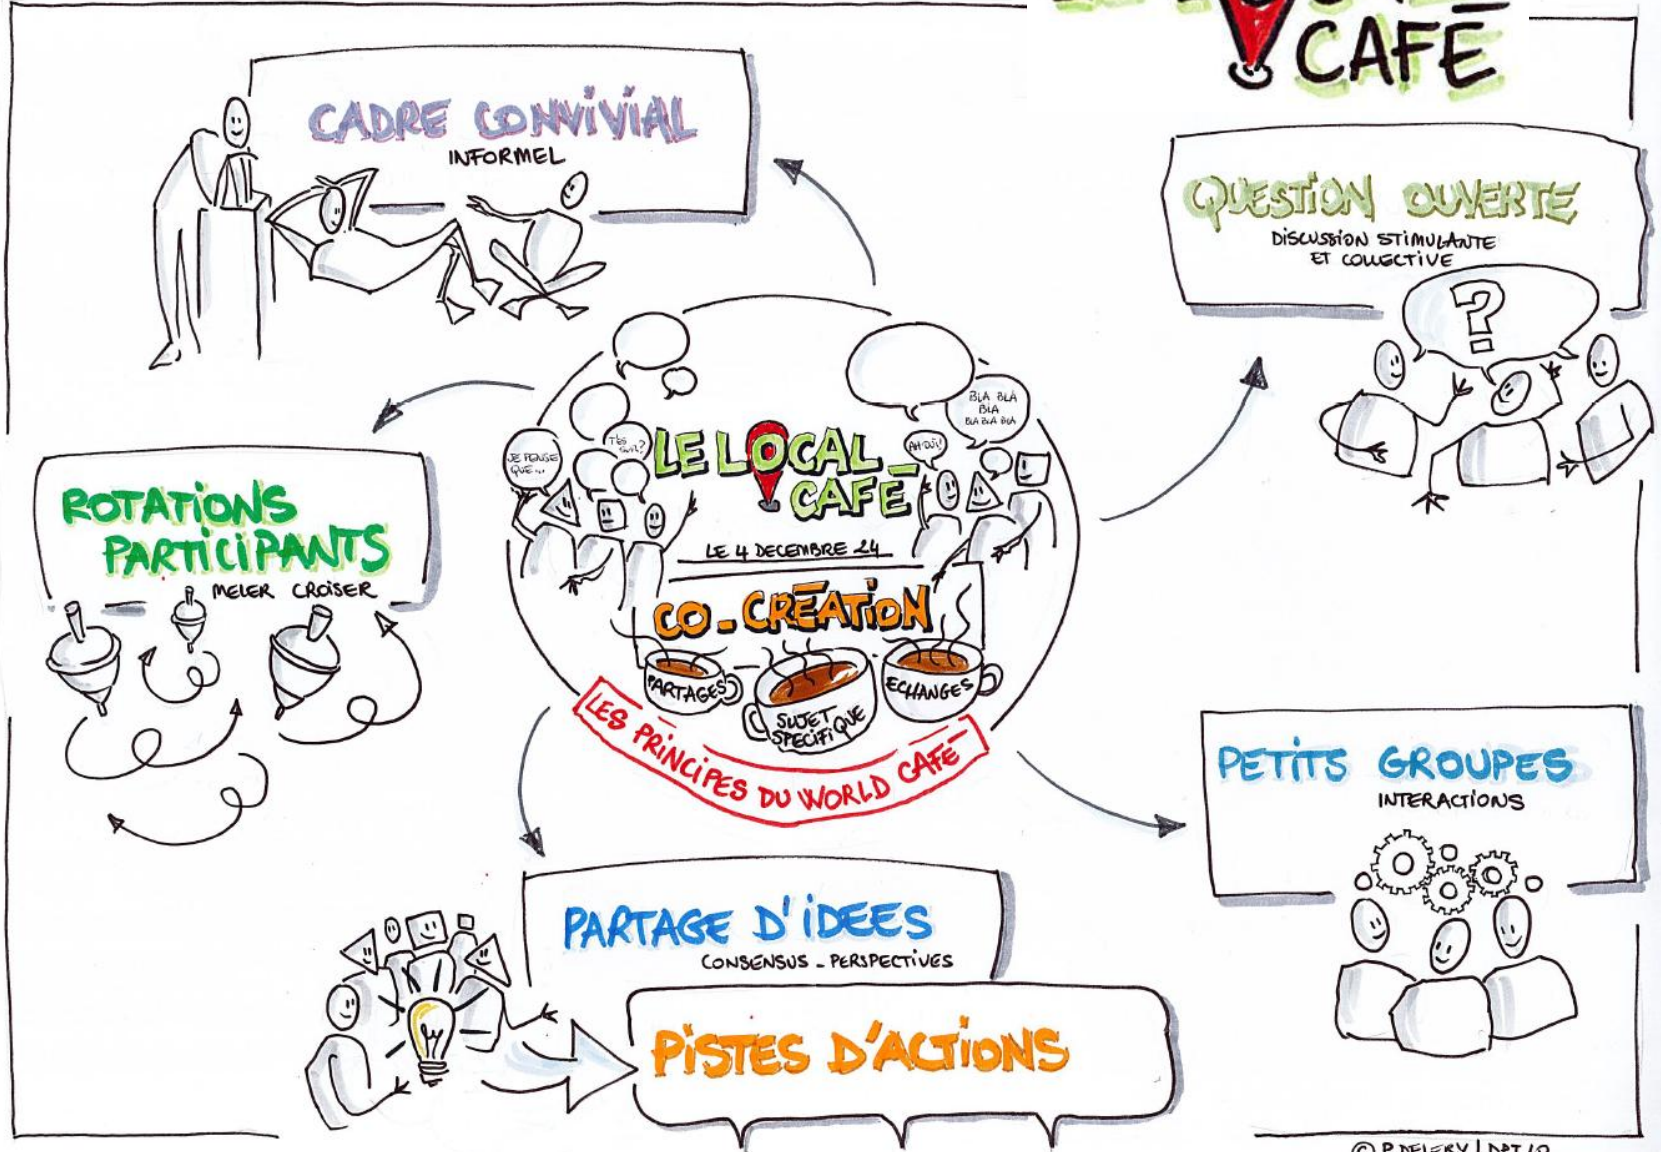 CAFÉ
CADRE CONVIVIAL
INFORMEL
QUESTION OUVERTE
DISCUSSION STIMULANTE
ET COLLECTIVE
?
BLA BLA
BLA
BLA BLA BLA
JE PENSE
QUE...
T'ES
SUR?
AH OUI!
LE LOCAL
CAFÉ
LE 4 DECEMBRE 24
CO-CRÉATION
PARTAGES
SUJET
SPECIFIQUE
ECHANGES
LES PRINCIPES DU WORLD CAFÉ
ROTATIONS
PARTICIPANTS
MELER CROISER
PETITS GROUPES
INTERACTIONS
PARTAGE D'IDEES
CONSENSUS - PERSPECTIVES
PISTES D'ACTIONS